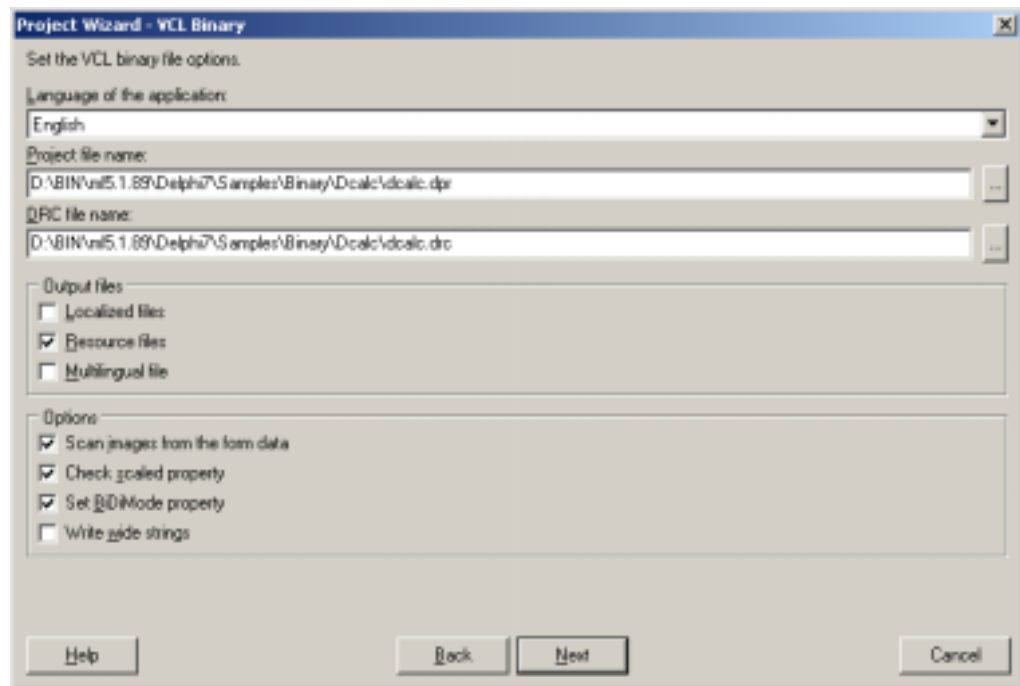 Project Wizard - VCL Binary
Set the VCL binary file options.
Language of the application:
English
Project file name:
D:\BIN\ml5.1.89\Delphi7\Samples\Binary\Dcalc\dcalc.dpr
...
DRC file name:
D:\BIN\ml5.1.89\Delphi7\Samples\Binary\Dcalc\dcalc.drc
...
Output files
Localized files
Resource files
Multilingual file
Options
Scan images from the form data
Check scaled property
Set BiDiMode property
Write wide strings
Help
Back
Next
Cancel